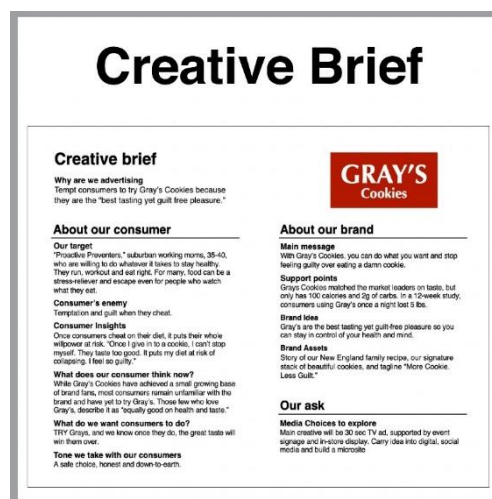 Creative Brief
Creative brief
Why are we advertising
Tempt consumers to try Gray's Cookies because
they are the "best tasting yet guilt free pleasure."
GRAY'S
Cookies
About our consumer
Our target
"Proactive Preventers," suburban working moms, 35-40,
who are willing to do whatever it takes to stay healthy.
They run, workout and eat right. For many, food can be a
stress-reliever and escape even for people who watch
what they eat.
Consumer's enemy
Temptation and guilt when they cheat.
Consumer Insights
Once consumers cheat on their diet, it puts their whole
willpower at risk. "Once I give in to a cookie, I can't stop
myself. They taste too good. It puts my diet at risk of
collapsing. I feel so guilty."
What does our consumer think now?
While Gray's Cookies have achieved a small growing base
of brand fans, most consumers remain unfamiliar with the
brand and have yet to try Gray's. Those few who love
Gray's, describe it as "equally good on health and taste."
What do we want consumers to do?
TRY Grays, and we know once they do, the great taste will
win them over.
Tone we take with our consumers
A safe choice, honest and down-to-earth.
About our brand
Main message
With Gray's Cookies, you can do what you want and stop
feeling guilty over eating a damn cookie.
Support points
Grays Cookies matched the market leaders on taste, but
only has 100 calories and 2g of carbs. In a 12-week study,
consumers using Gray's once a night lost 5 lbs.
Brand Idea
Gray's are the best tasting yet guilt-free pleasure so you
can stay in control of your health and mind.
Brand Assets
Story of our New England family recipe, our signature
stack of beautiful cookies, and tagline "More Cookie.
Less Guilt."
Our ask
Media Choices to explore
Main creative will be 30 sec TV ad, supported by event
signage and in-store display. Carry idea into digital, social
media and build a microsite